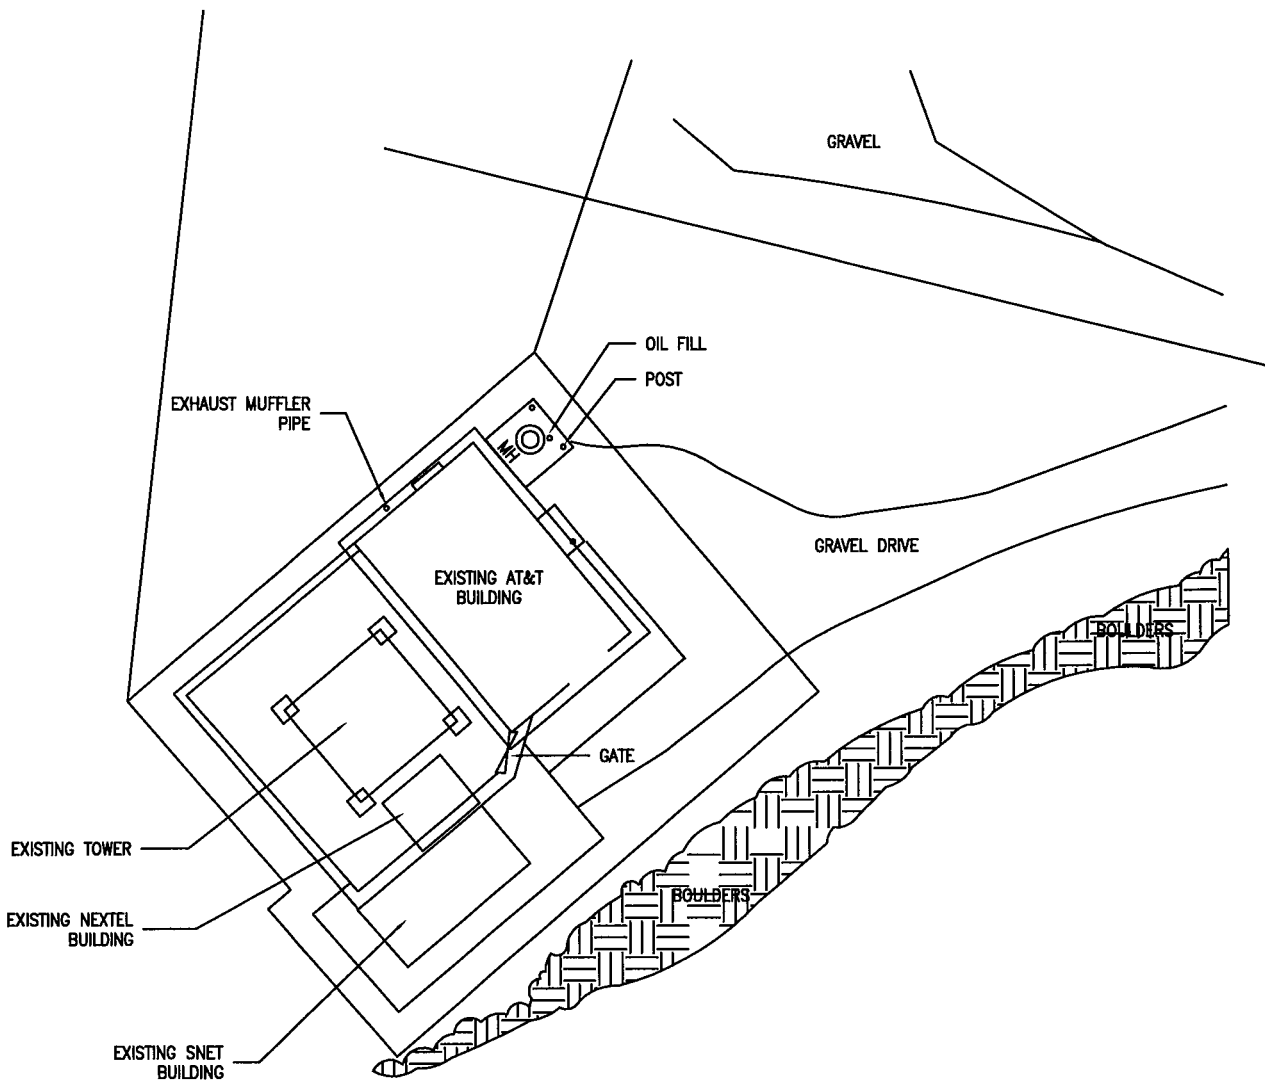 GRAVEL
OIL FILL
POST
EXHAUST MUFFLER
PIPE
MH
GRAVEL DRIVE
EXISTING AT&T
BUILDING
BOULDERS
GATE
EXISTING TOWER
BOULDERS
EXISTING NEXTEL
BUILDING
EXISTING SNET
BUILDING